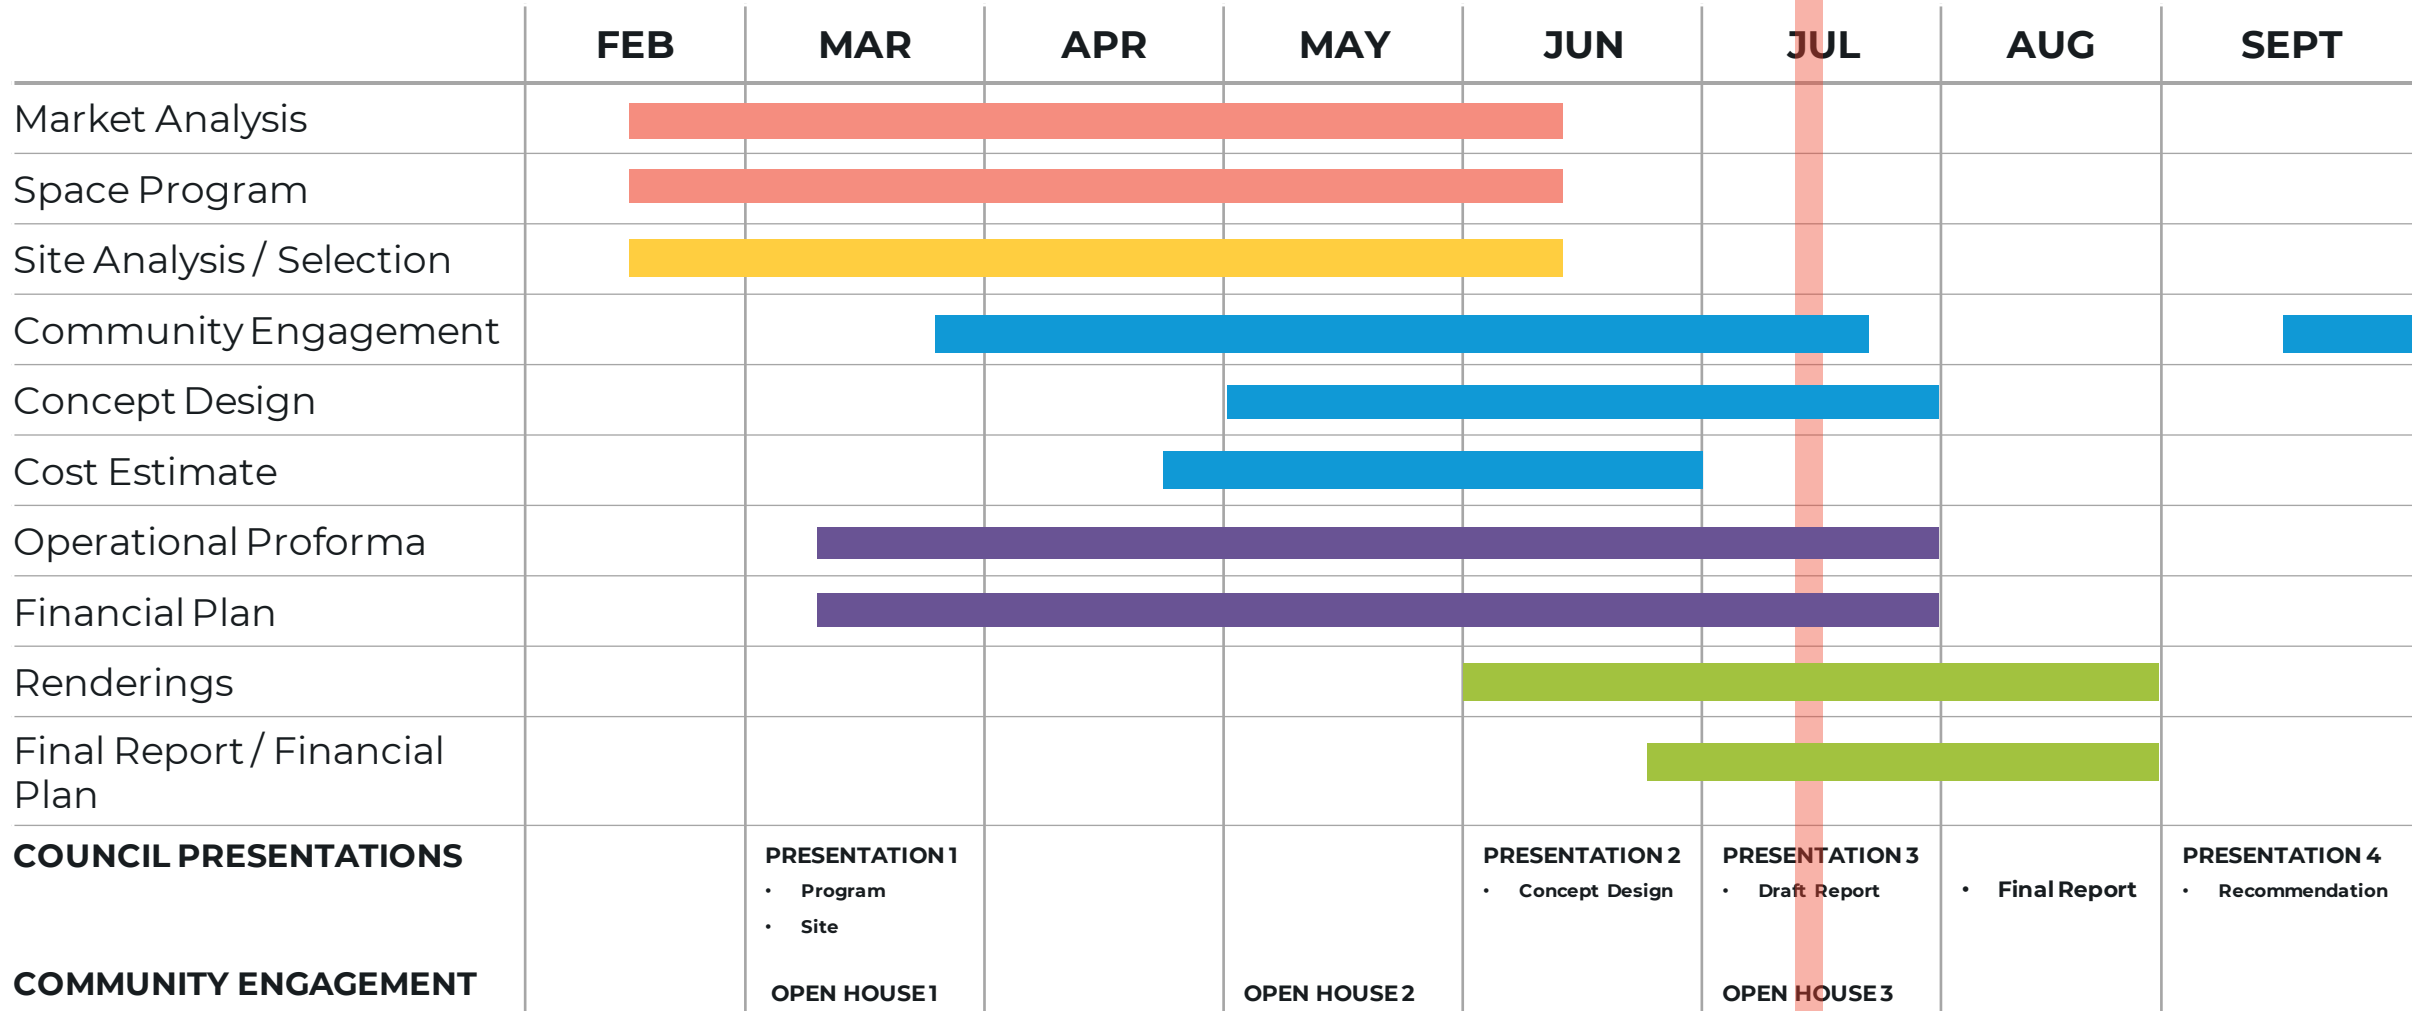 FEB MAR APR MAY JUN JUL AUG SEPT
Market Analysis
Space Program
Site Analysis / Selection
Community Engagement
Concept Design
Cost Estimate
Operational Proforma
Financial Plan
Renderings
Final Report / Financial
Plan
COUNCIL PRESENTATIONS PRESENTATION 1 PRESENTATION 2 PRESENTATION 3 PRESENTATION 4
• Program • Concept Design • Draft Report • Final Report • Recommendation
• Site
COMMUNITY ENGAGEMENT OPEN HOUSE 1 OPEN HOUSE 2 OPEN HOUSE 3